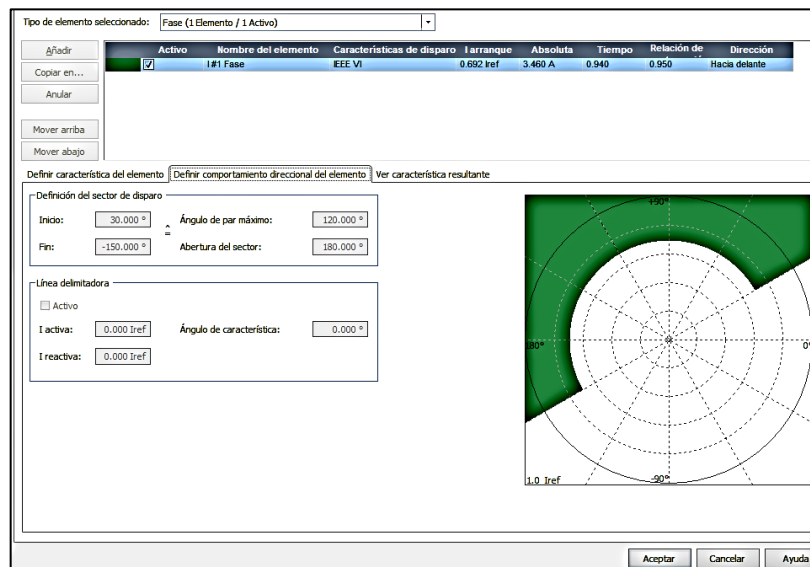 Tipo de elemento seleccionado: Fase (1 Elemento / 1 Activo)
Añadir
Copiar en...
Anular
Mover arriba
Mover abajo
Activo Nombre del elemento Características de disparo I arranque Absoluta Tiempo Relación de Dirección
I #1 Fase IEEE VI 0.692 Iref 3.460 A 0.940 0.950 Hacia delante
Definir característica del elemento Definir comportamiento direccional del elemento Ver característica resultante
Definición del sector de disparo
Inicio: 30.000 ° Ángulo de par máximo: 120.000 °
≙
Fin: -150.000 ° Abertura del sector: 180.000 °
Línea delimitadora
Activo
I activa: 0.000 Iref Ángulo de característica: 0.000 °
I reactiva: 0.000 Iref
+90°
180°
0°
-90°
1.0 Iref
Aceptar Cancelar Ayuda